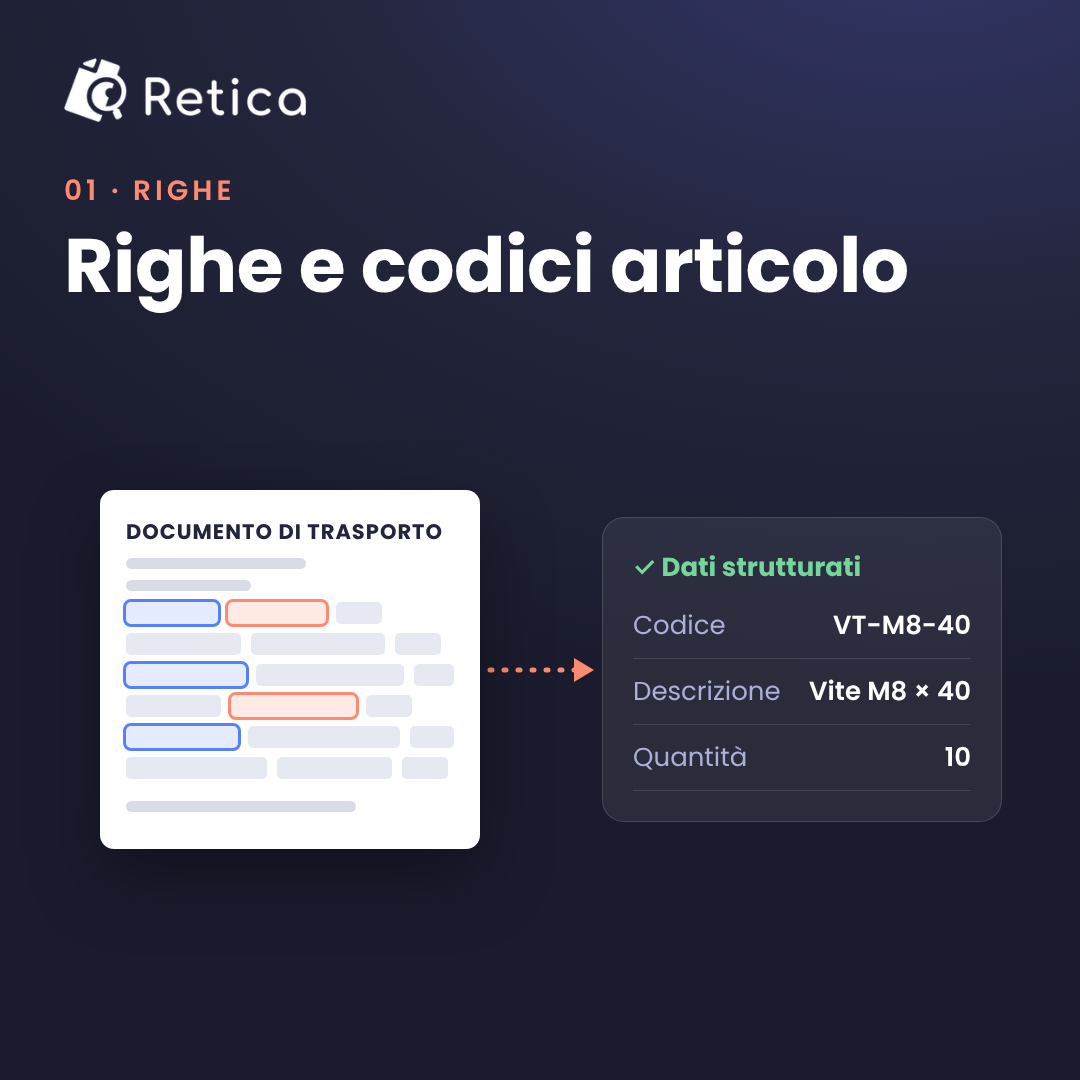 Retica
01 · RIGHE
Righe e codici articolo
DOCUMENTO DI TRASPORTO
✓ Dati strutturati
Codice VT-M8-40
Descrizione Vite M8 × 40
Quantità 10